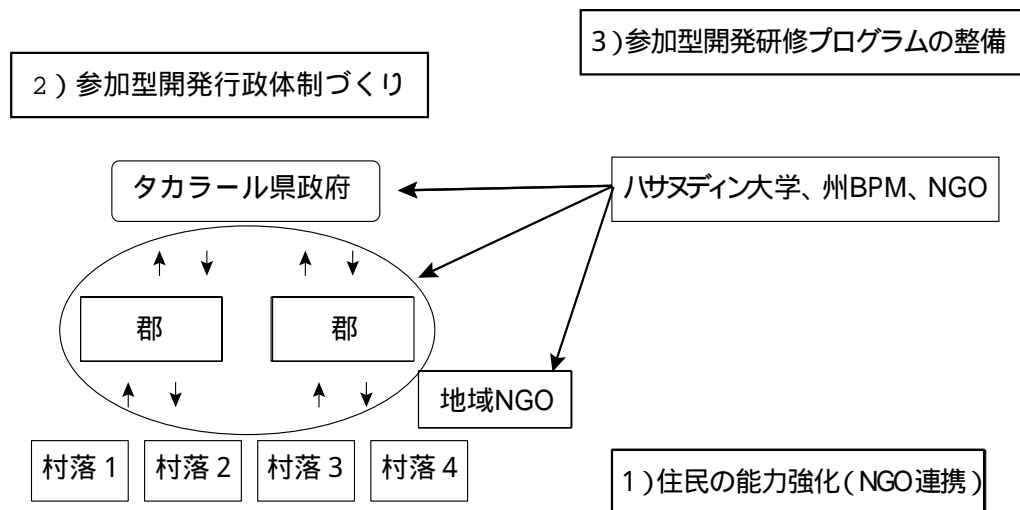 3)参加型開発研修プログラムの整備
2)参加型開発行政体制づくり
タカラール県政府
ハサヌディン大学、州BPM、NGO
郡
郡
地域NGO
村落1
村落2
村落3
村落4
1)住民の能力強化(NGO連携)